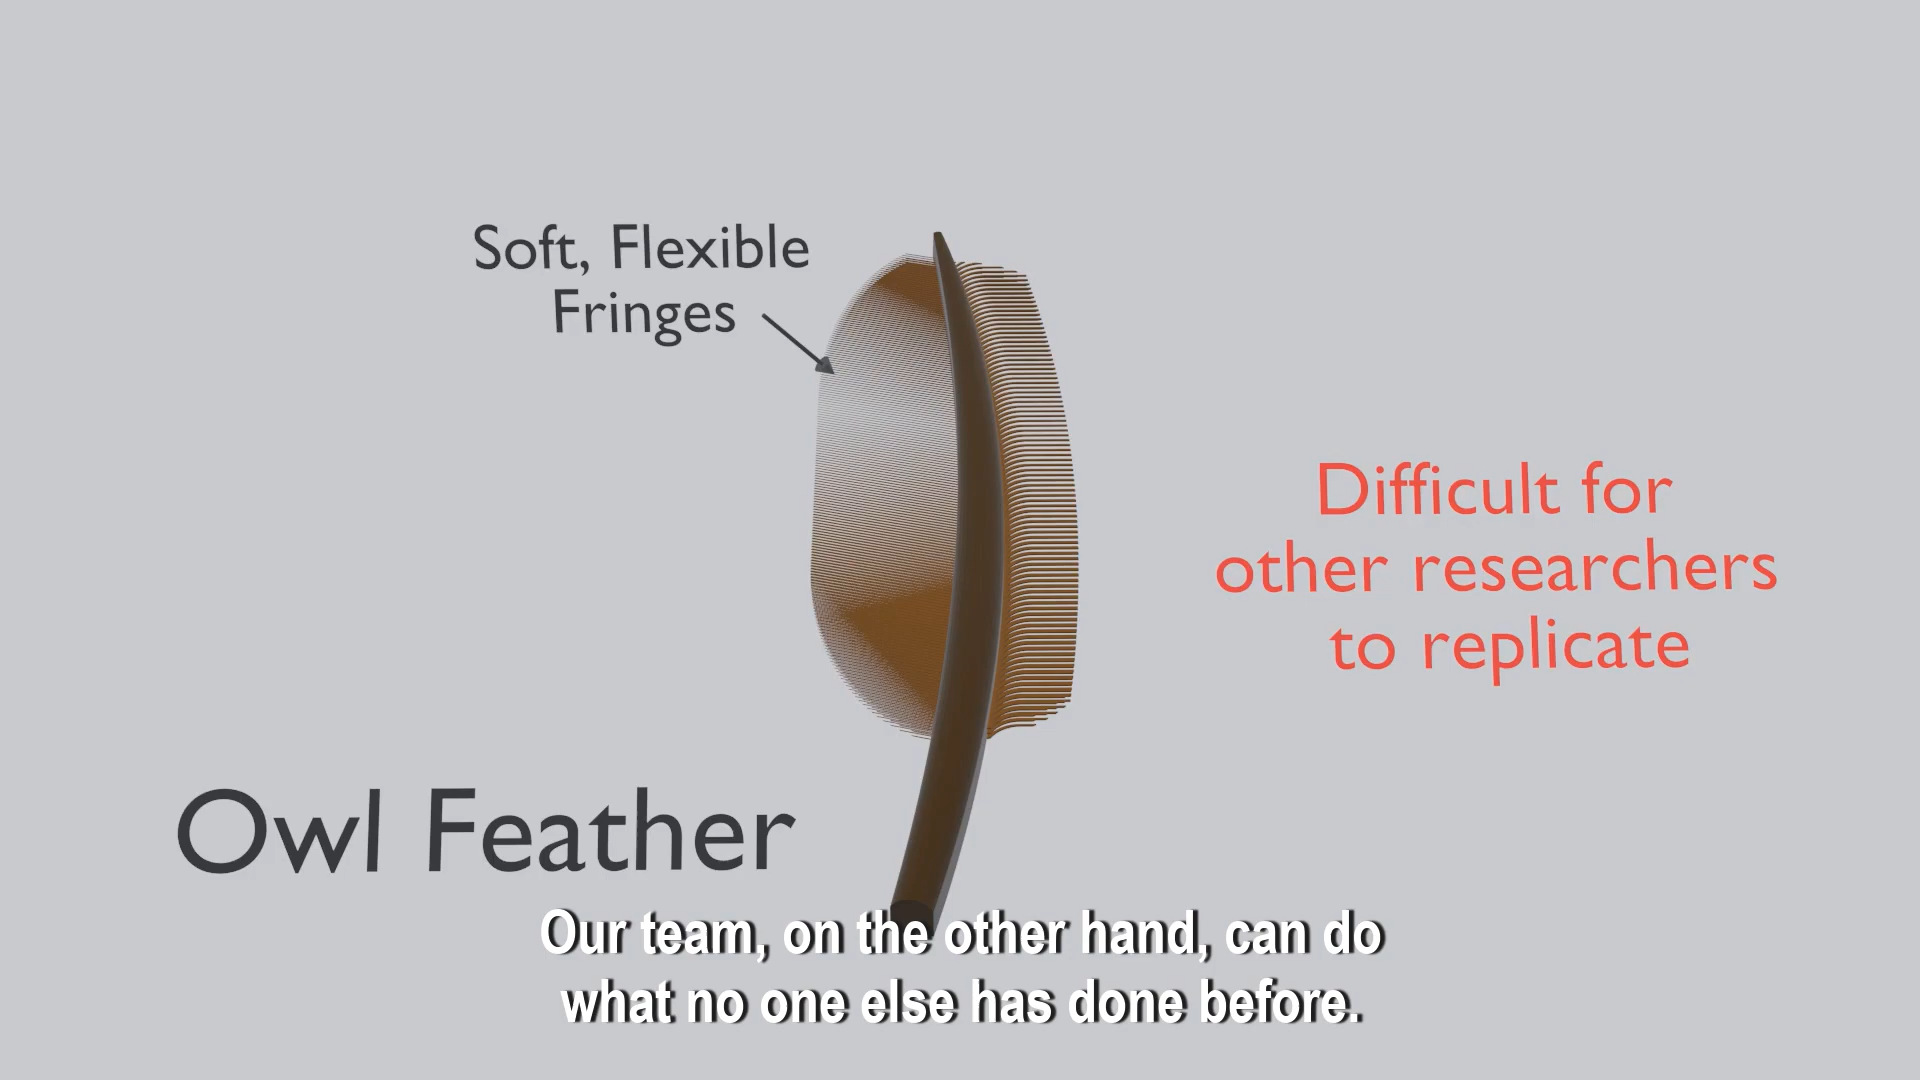 Soft, Flexible
Fringes
Difficult for
other researchers
to replicate
Owl Feather
Our team, on the other hand, can do
what no one else has done before.